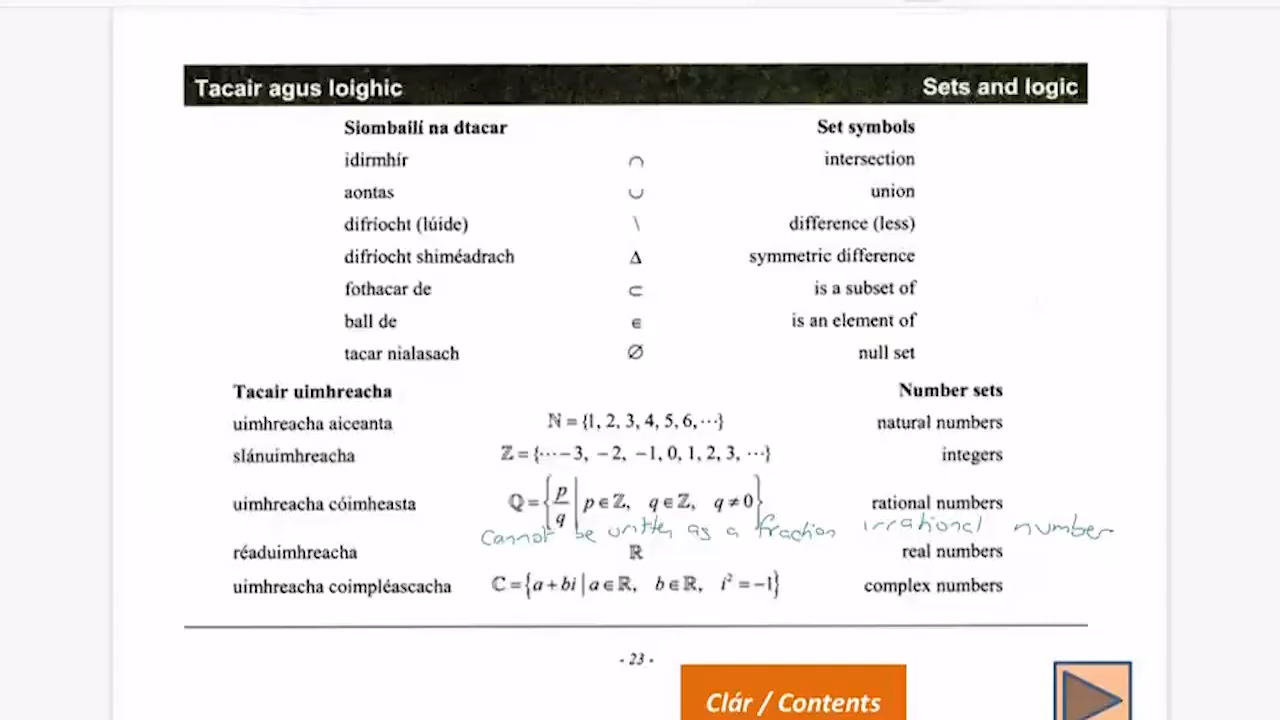 Tacair agus loighic Sets and logic
Siombailí na dtacar Set symbols
idirmhír ∩ intersection
aontas ∪ union
difríocht (lúide) \ difference (less)
difríocht shiméadrach Δ symmetric difference
fothacar de ⊂ is a subset of
ball de ∈ is an element of
tacar nialasach ∅ null set
Tacair uimhreacha Number sets
uimhreacha aiceanta ℕ = {1, 2, 3, 4, 5, 6, ⋯} natural numbers
slánuimhreacha ℤ = {⋯ −3, −2, −1, 0, 1, 2, 3, ⋯} integers
uimhreacha cóimheasta ℚ = {p/q | p ∈ ℤ, q ∈ ℤ, q ≠ 0} rational numbers
cannot be written as a fraction irrational number
réaduimhreacha ℝ real numbers
uimhreacha coimpléascacha ℂ = {a + bi | a ∈ ℝ, b ∈ ℝ, i² = −1} complex numbers
- 23 -
Clár / Contents